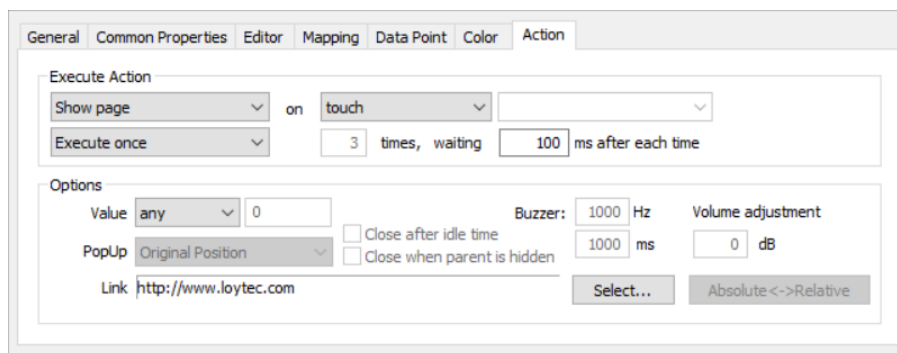 General Common Properties Editor Mapping Data Point Color Action
Execute Action
Show page on touch
Execute once 3 times, waiting 100 ms after each time
Options
Value any 0 Buzzer: 1000 Hz Volume adjustment
Close after idle time
PopUp Original Position 1000 ms 0 dB
Close when parent is hidden
Link http://www.loytec.com Select... Absolute<->Relative